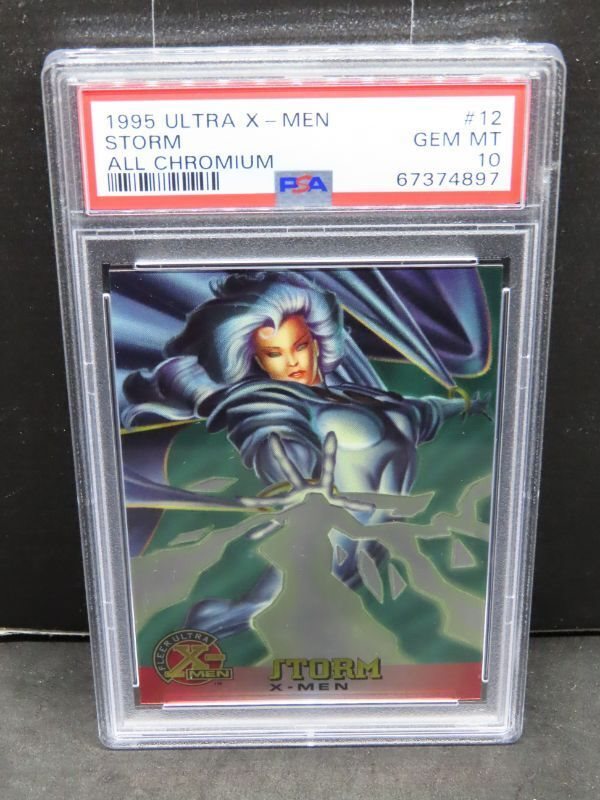 1995 ULTRA X-MEN #12
STORM GEM MT
ALL CHROMIUM 10
PSA 67374897
FLEER ULTRA
X-MEN
STORM
X-MEN